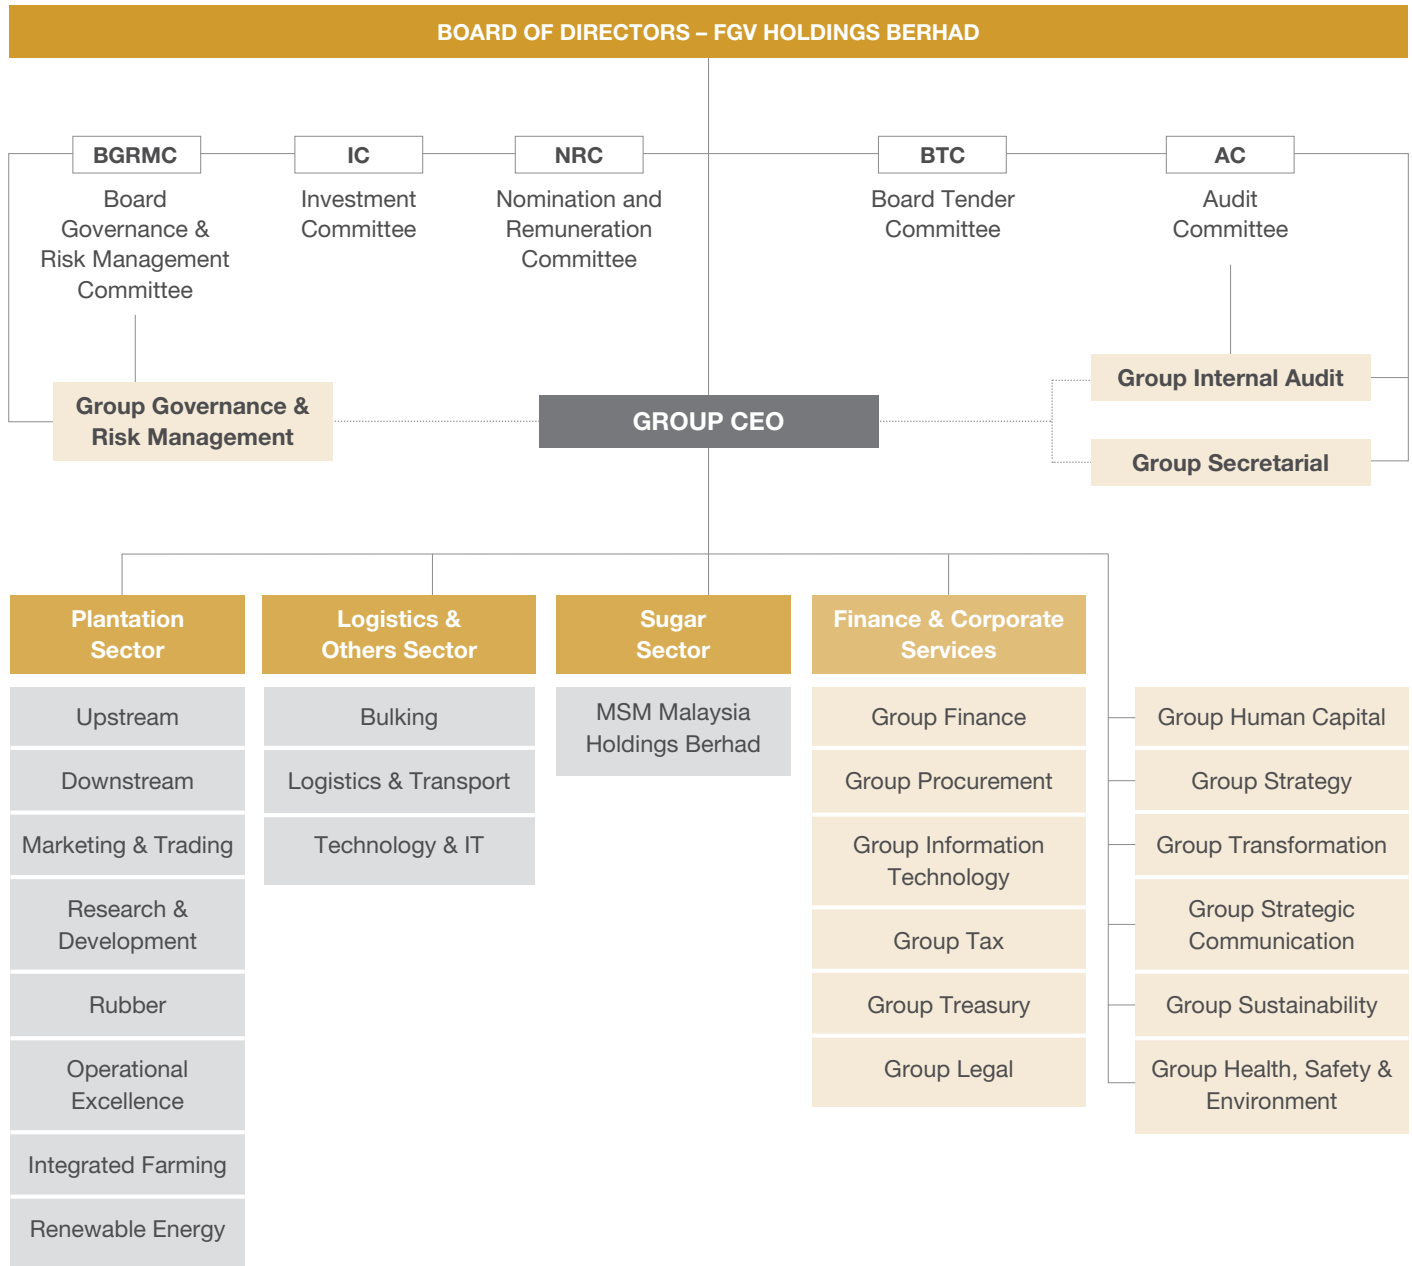 BOARD OF DIRECTORS – FGV HOLDINGS BERHAD
BGRMC
Board
Governance &
Risk Management
Committee
IC
Investment
Committee
NRC
Nomination and
Remuneration
Committee
BTC
Board Tender
Committee
AC
Audit
Committee
Group Governance &
Risk Management
GROUP CEO
Group Internal Audit
Group Secretarial
Plantation
Sector
Upstream
Downstream
Marketing & Trading
Research &
Development
Rubber
Operational
Excellence
Integrated Farming
Renewable Energy
Logistics &
Others Sector
Bulking
Logistics & Transport
Technology & IT
Sugar
Sector
MSM Malaysia
Holdings Berhad
Finance & Corporate
Services
Group Finance
Group Procurement
Group Information
Technology
Group Tax
Group Treasury
Group Legal
Group Human Capital
Group Strategy
Group Transformation
Group Strategic
Communication
Group Sustainability
Group Health, Safety &
Environment